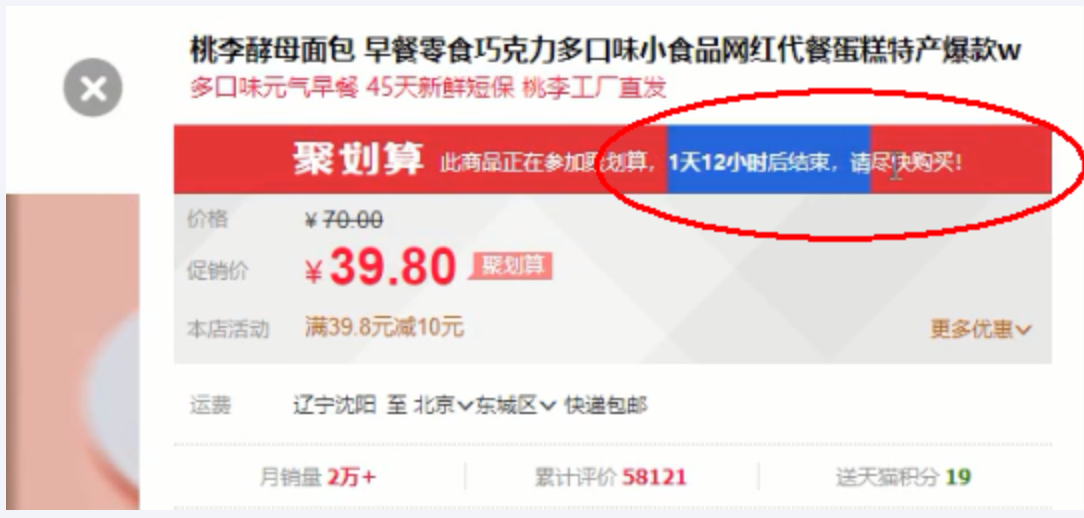 桃李酵母面包 早餐零食巧克力多口味小食品网红代餐蛋糕特产爆款w
多口味元气早餐 45天新鲜短保 桃李工厂直发
聚划算 此商品正在参加聚划算，1天12小时后结束，请尽快购买！
价格 ¥70.00
促销价 ¥39.80 聚划算
本店活动 满39.8元减10元 更多优惠
运费 辽宁沈阳 至 北京 东城区 快递包邮
月销量 2万+ 累计评价 58121 送天猫积分 19